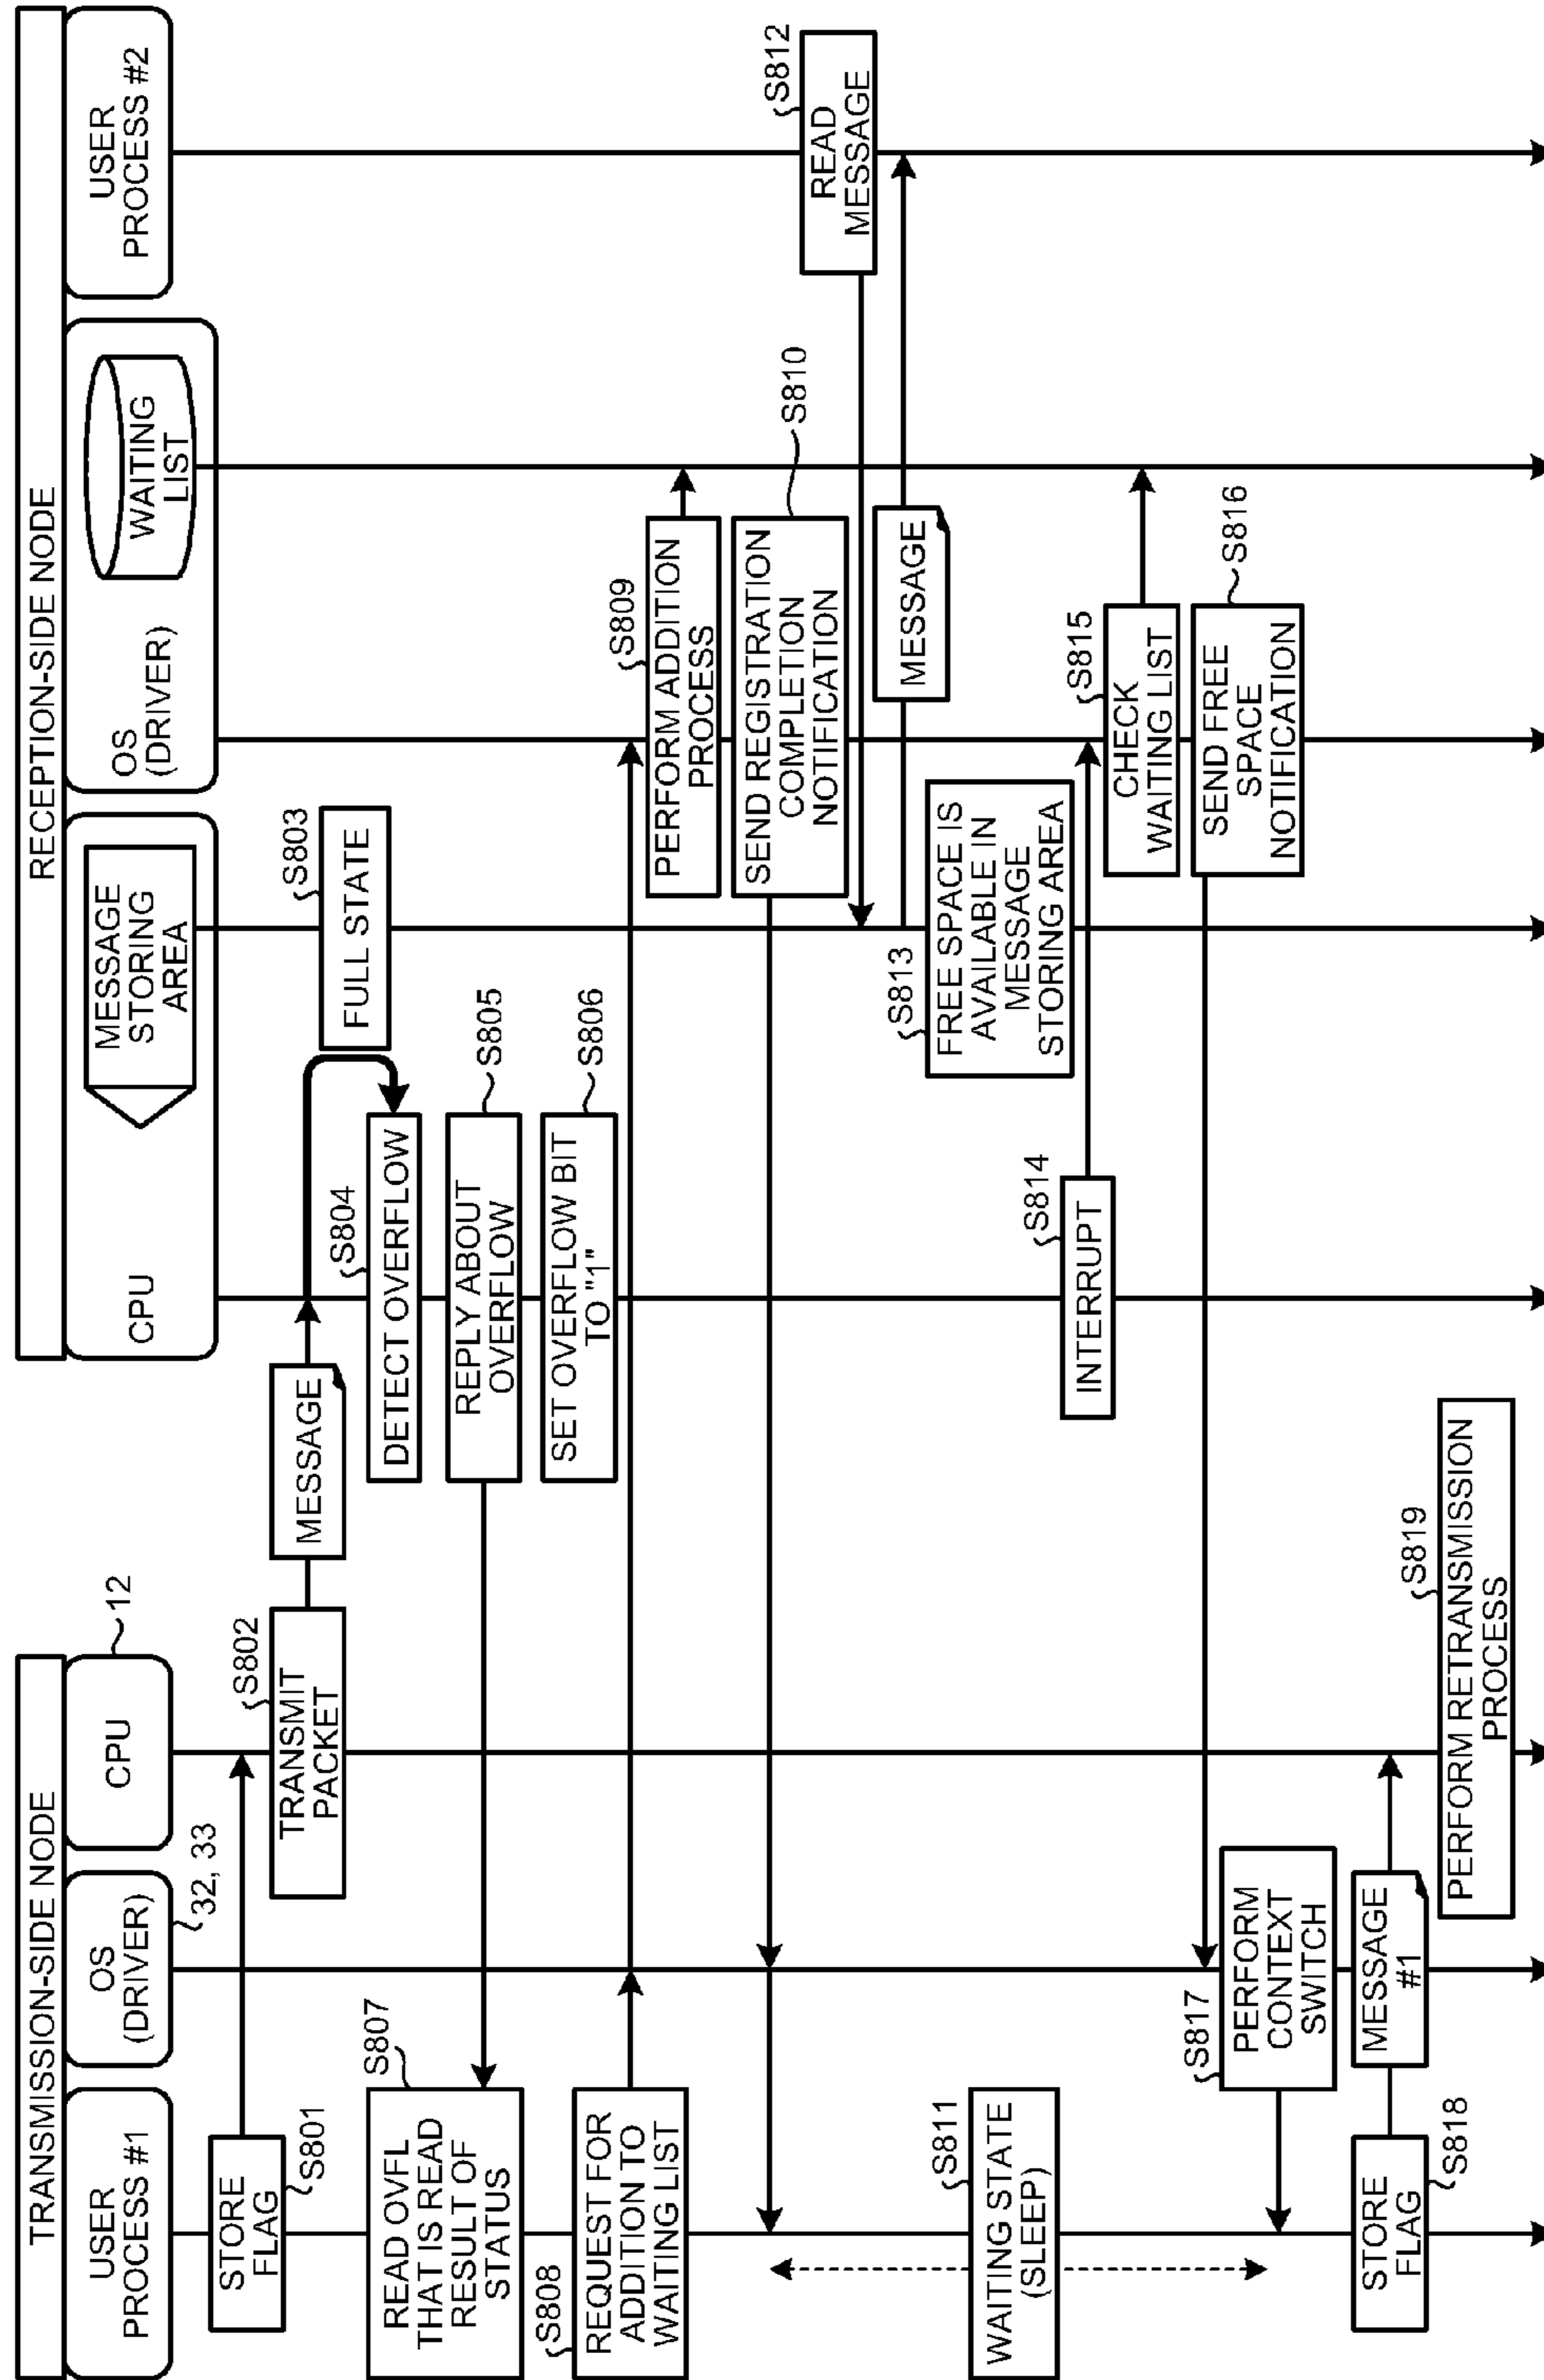 TRANSMISSION-SIDE NODE
USER
PROCESS #1
OS
(DRIVER)
32, 33
CPU
12
RECEPTION-SIDE NODE
CPU
MESSAGE
STORING
AREA
OS
(DRIVER)
WAITING
LIST
USER
PROCESS #2
STORE
FLAG
S801
S802
TRANSMIT
PACKET
MESSAGE
S803
FULL STATE
S804
DETECT OVERFLOW
S805
REPLY ABOUT
OVERFLOW
S806
SET OVERFLOW BIT
TO "1"
S807
READ OVFL
THAT IS READ
RESULT OF
STATUS
S808
REQUEST FOR
ADDITION TO
WAITING LIST
S809
PERFORM ADDITION
PROCESS
S810
SEND REGISTRATION
COMPLETION
NOTIFICATION
S811
WAITING STATE
(SLEEP)
S812
READ
MESSAGE
MESSAGE
S813
FREE SPACE IS
AVAILABLE IN
MESSAGE
STORING AREA
S814
INTERRUPT
S815
CHECK
WAITING LIST
S816
SEND FREE
SPACE
NOTIFICATION
S817
PERFORM
CONTEXT
SWITCH
STORE
FLAG
S818
MESSAGE
#1
S819
PERFORM RETRANSMISSION
PROCESS